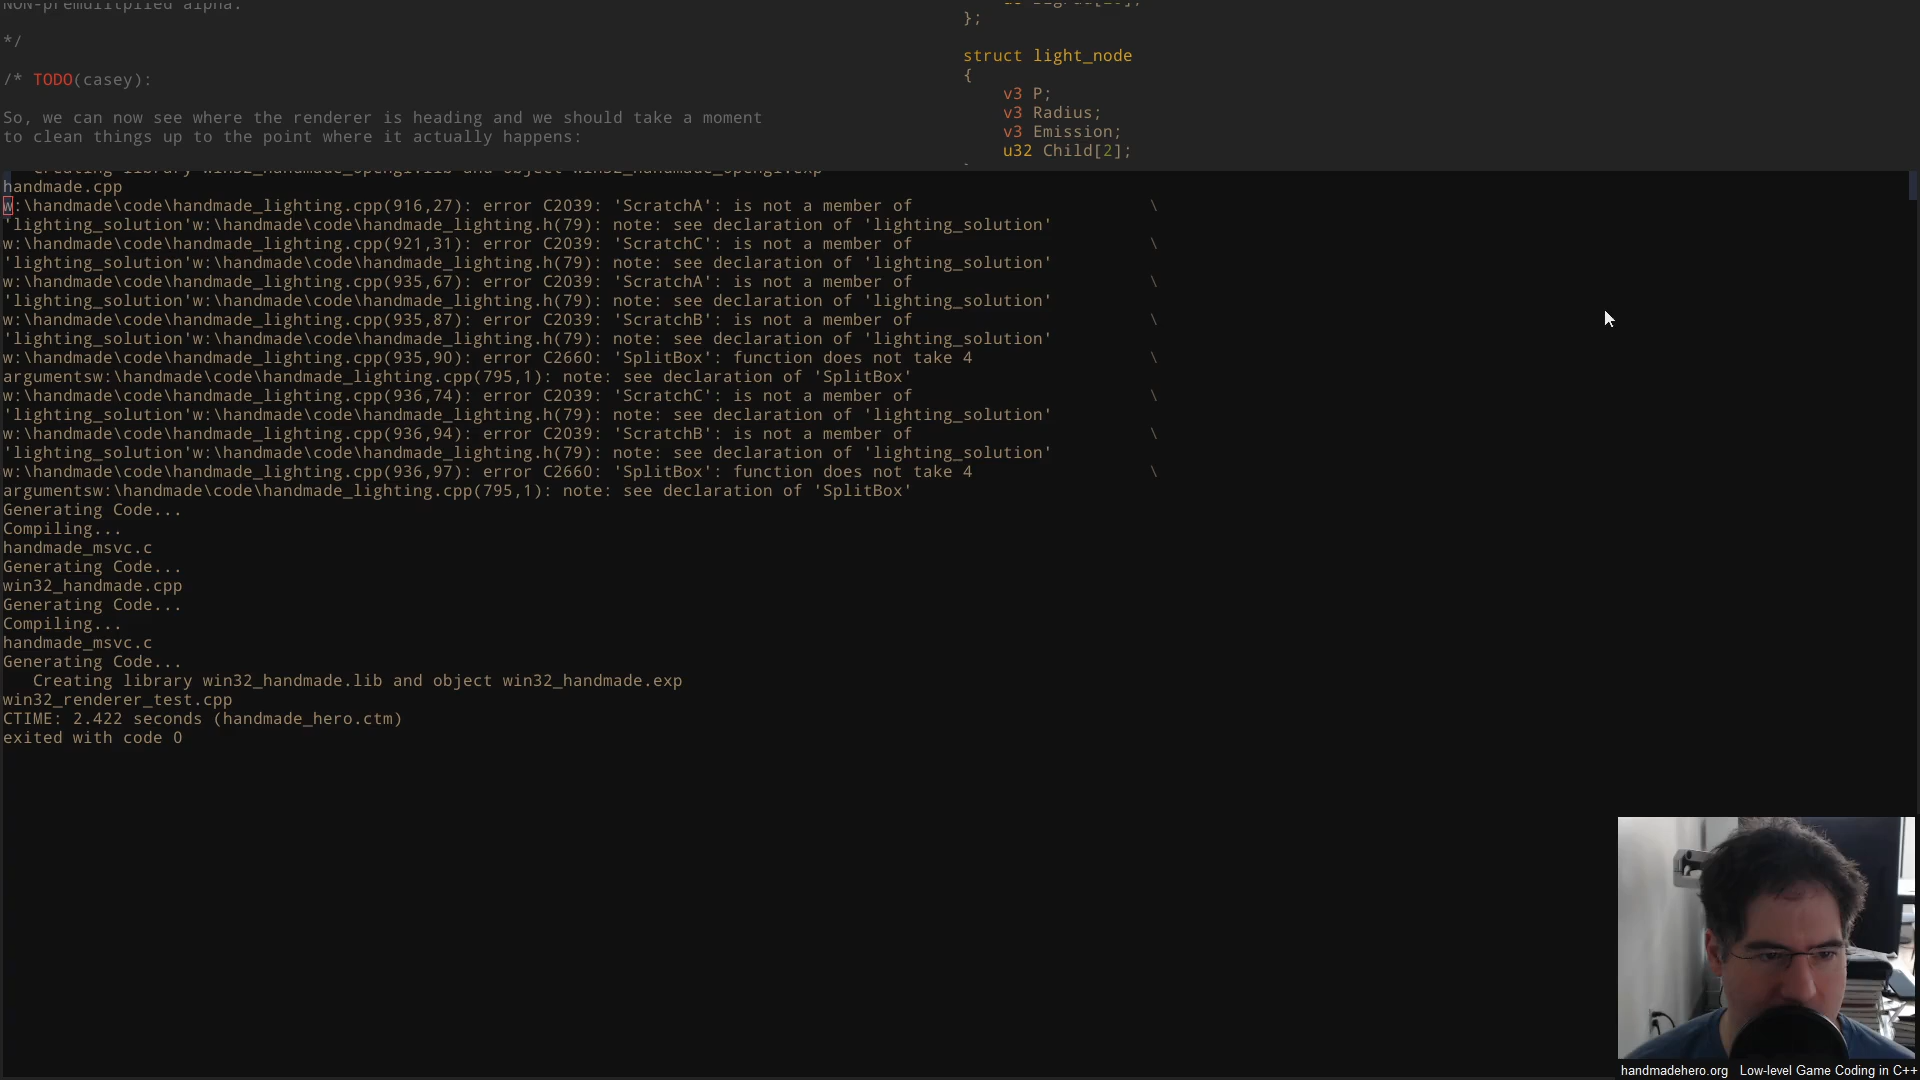 NON-premulitplied alpha.
*/
/* TODO(casey):
So, we can now see where the renderer is heading and we should take a moment
to clean things up to the point where it actually happens:
};
struct light_node
{
v3 P;
v3 Radius;
v3 Emission;
u32 Child[2];
Creating library win32_handmade_opengl.lib and object win32_handmade_opengl.exp
handmade.cpp
w:\handmade\code\handmade_lighting.cpp(916,27): error C2039: 'ScratchA': is not a member of \
'lighting_solution'w:\handmade\code\handmade_lighting.h(79): note: see declaration of 'lighting_solution'
w:\handmade\code\handmade_lighting.cpp(921,31): error C2039: 'ScratchC': is not a member of \
'lighting_solution'w:\handmade\code\handmade_lighting.h(79): note: see declaration of 'lighting_solution'
w:\handmade\code\handmade_lighting.cpp(935,67): error C2039: 'ScratchA': is not a member of \
'lighting_solution'w:\handmade\code\handmade_lighting.h(79): note: see declaration of 'lighting_solution'
w:\handmade\code\handmade_lighting.cpp(935,87): error C2039: 'ScratchB': is not a member of \
'lighting_solution'w:\handmade\code\handmade_lighting.h(79): note: see declaration of 'lighting_solution'
w:\handmade\code\handmade_lighting.cpp(935,90): error C2660: 'SplitBox': function does not take 4 \
argumentsw:\handmade\code\handmade_lighting.cpp(795,1): note: see declaration of 'SplitBox'
w:\handmade\code\handmade_lighting.cpp(936,74): error C2039: 'ScratchC': is not a member of \
'lighting_solution'w:\handmade\code\handmade_lighting.h(79): note: see declaration of 'lighting_solution'
w:\handmade\code\handmade_lighting.cpp(936,94): error C2039: 'ScratchB': is not a member of \
'lighting_solution'w:\handmade\code\handmade_lighting.h(79): note: see declaration of 'lighting_solution'
w:\handmade\code\handmade_lighting.cpp(936,97): error C2660: 'SplitBox': function does not take 4 \
argumentsw:\handmade\code\handmade_lighting.cpp(795,1): note: see declaration of 'SplitBox'
Generating Code...
Compiling...
handmade_msvc.c
Generating Code...
win32_handmade.cpp
Generating Code...
Compiling...
handmade_msvc.c
Generating Code...
Creating library win32_handmade.lib and object win32_handmade.exp
win32_renderer_test.cpp
CTIME: 2.422 seconds (handmade_hero.ctm)
exited with code 0
handmadehero.org Low-level Game Coding in C++